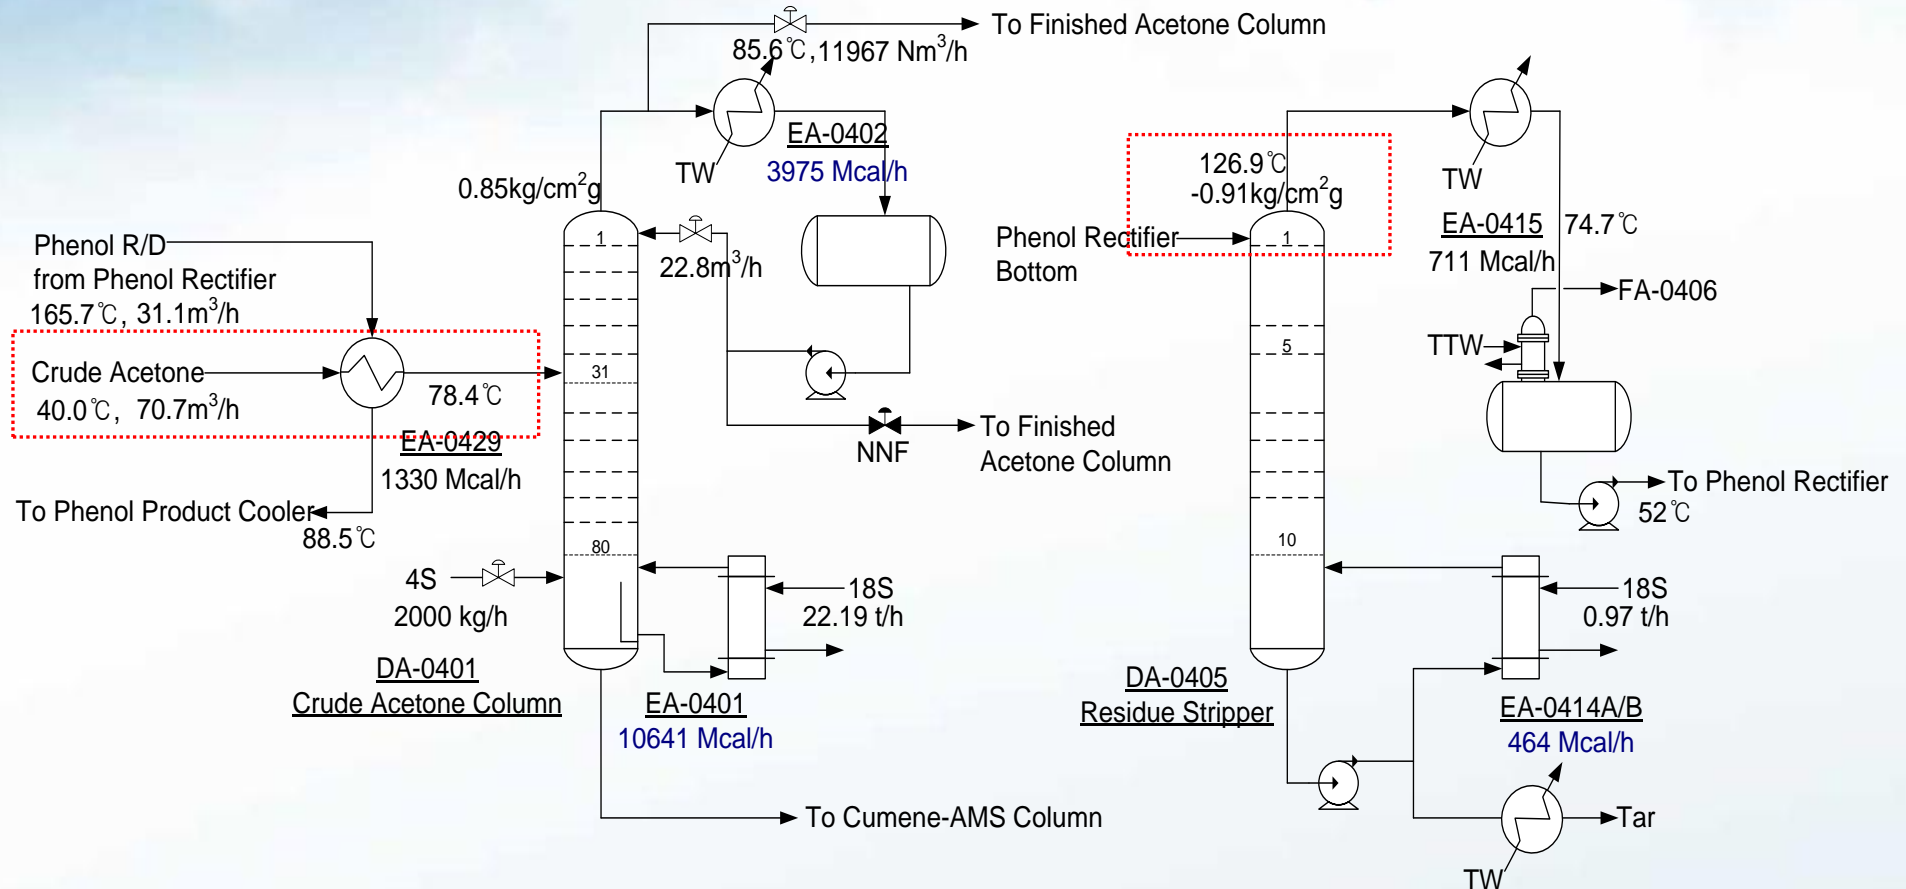 To Finished Acetone Column
85.6℃,11967 Nm³/h
EA-0402
3975 Mcal/h
TW
0.85kg/cm²g
1
22.8m³/h
Phenol R/D
from Phenol Rectifier
165.7℃, 31.1m³/h
Crude Acetone
40.0℃, 70.7m³/h
78.4℃
31
EA-0429
1330 Mcal/h
To Phenol Product Cooler
88.5℃
NNF
To Finished
Acetone Column
80
4S
2000 kg/h
18S
22.19 t/h
DA-0401
Crude Acetone Column
EA-0401
10641 Mcal/h
To Cumene-AMS Column
126.9℃
-0.91kg/cm²g
Phenol Rectifier
Bottom
1
TW
EA-0415
74.7℃
711 Mcal/h
FA-0406
TTW
5
To Phenol Rectifier
52℃
10
18S
0.97 t/h
DA-0405
Residue Stripper
EA-0414A/B
464 Mcal/h
Tar
TW